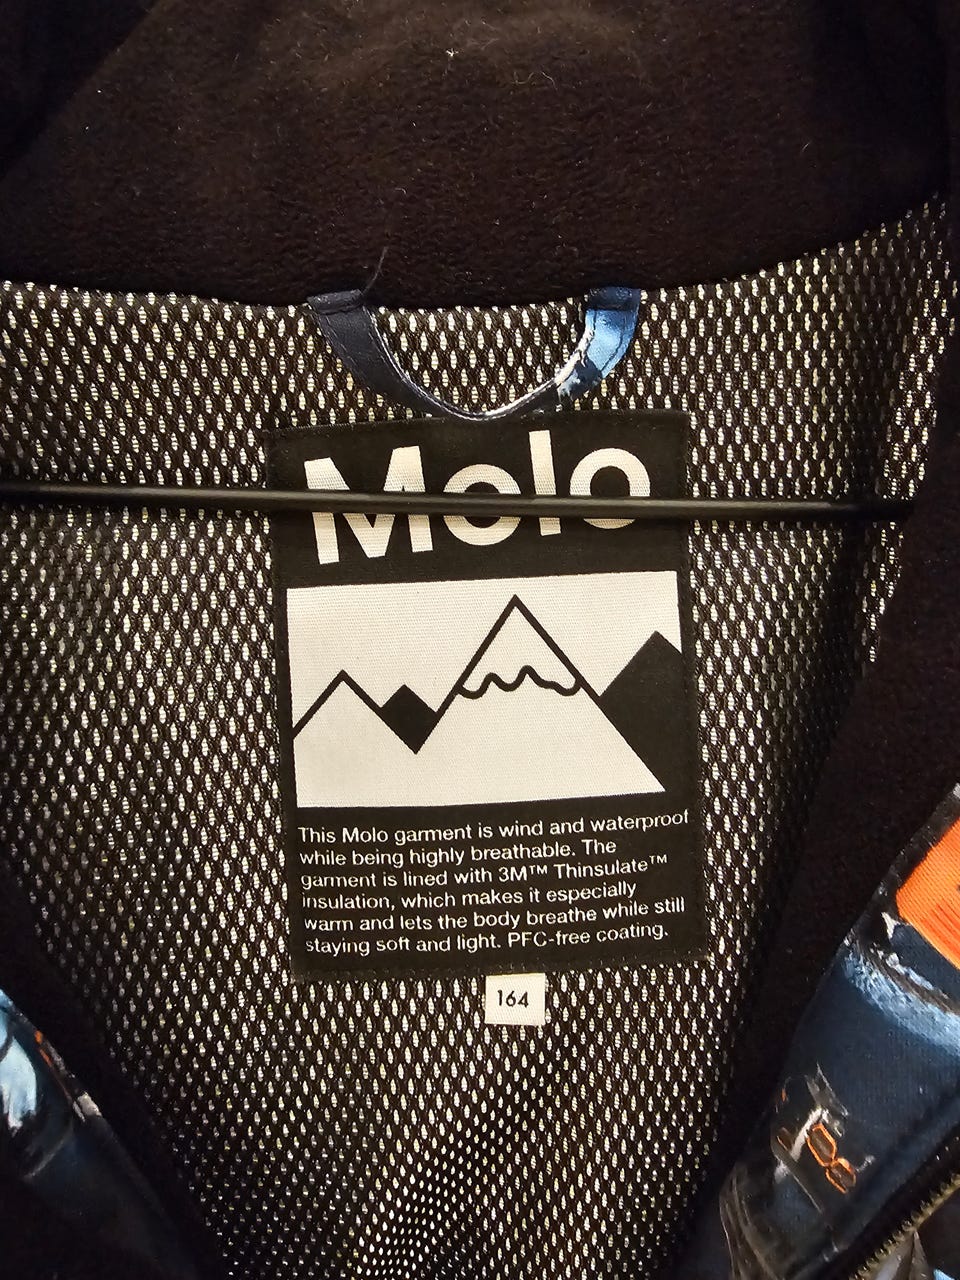 Molo
This Molo garment is wind and waterproof
while being highly breathable. The
garment is lined with 3M™ Thinsulate™
insulation, which makes it especially
warm and lets the body breathe while still
staying soft and light. PFC-free coating.
164